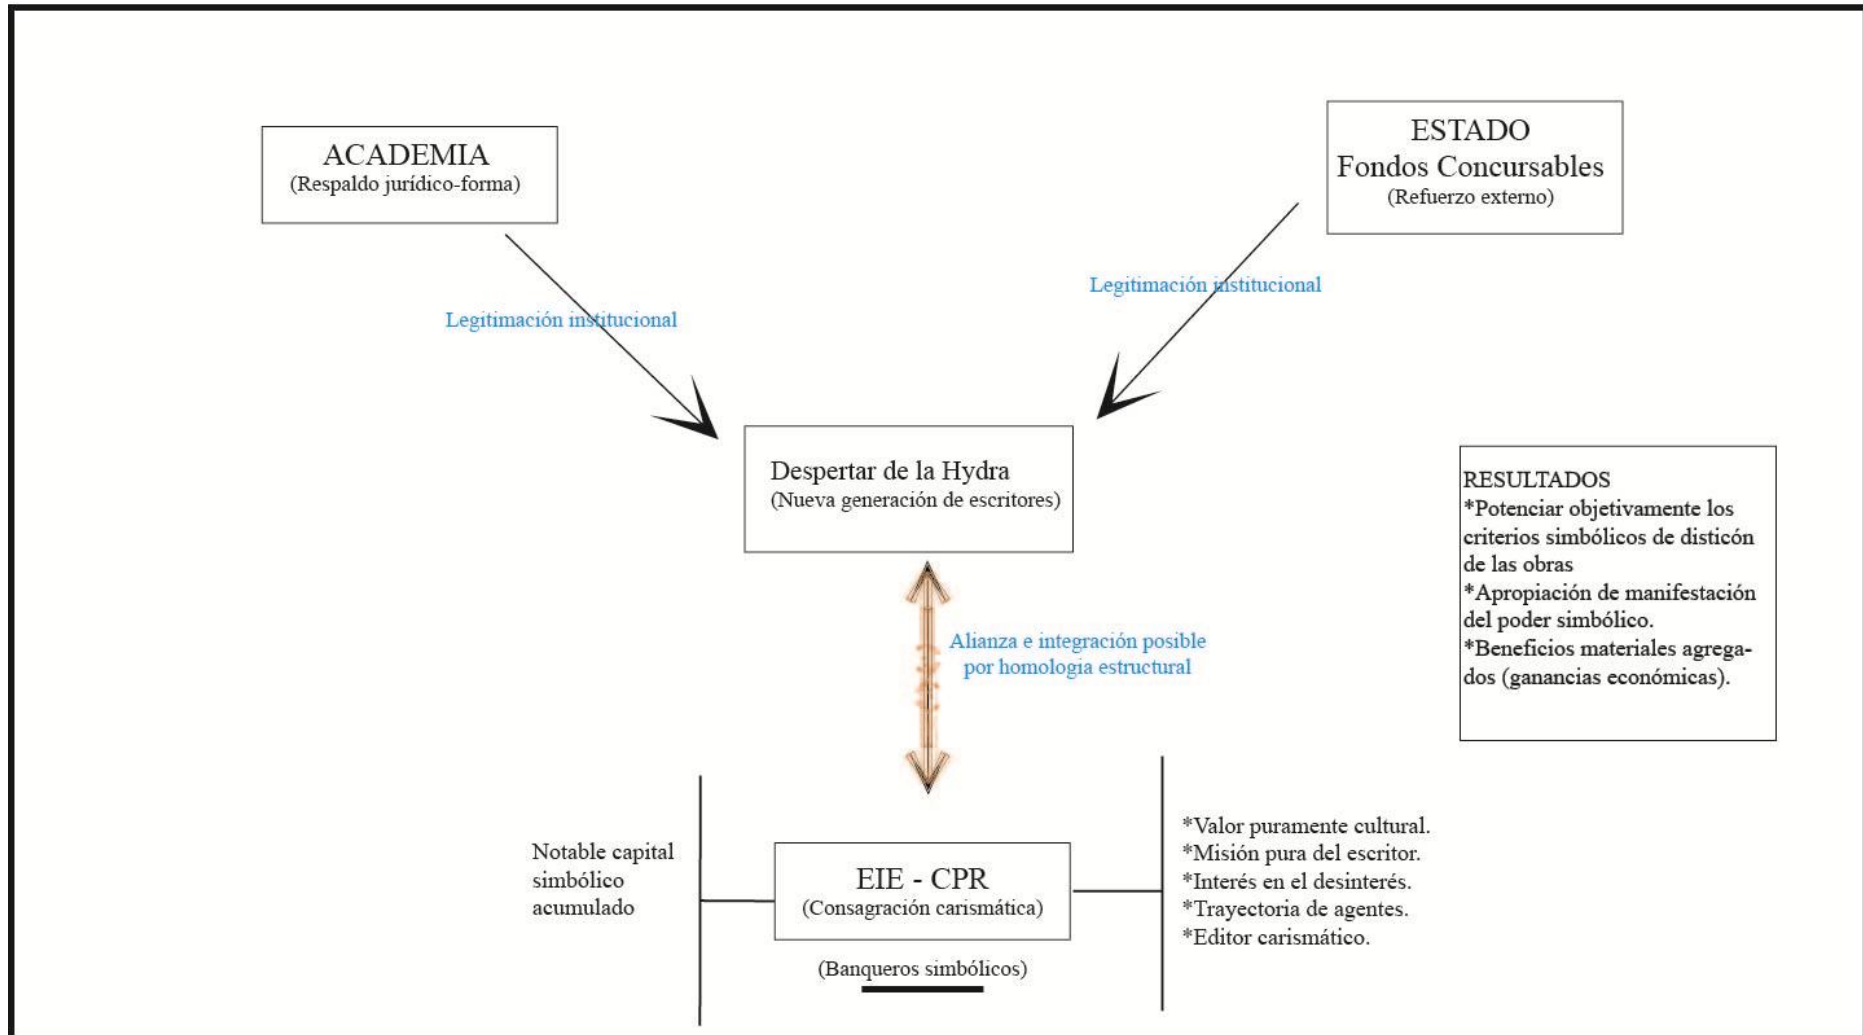 ACADEMIA
(Respaldo jurídico-forma)
ESTADO
Fondos Concursables
(Refuerzo externo)
Legitimación institucional
Legitimación institucional
Despertar de la Hydra
(Nueva generación de escritores)
RESULTADOS
*Potenciar objetivamente los
criterios simbólicos de disticón
de las obras
*Apropiación de manifestación
del poder simbólico.
*Beneficios materiales agrega-
dos (ganancias económicas).
Alianza e integración posible
por homologia estructural
Notable capital
simbólico
acumulado
EIE - CPR
(Consagración carismática)
(Banqueros simbólicos)
*Valor puramente cultural.
*Misión pura del escritor.
*Interés en el desinterés.
*Trayectoria de agentes.
*Editor carismático.